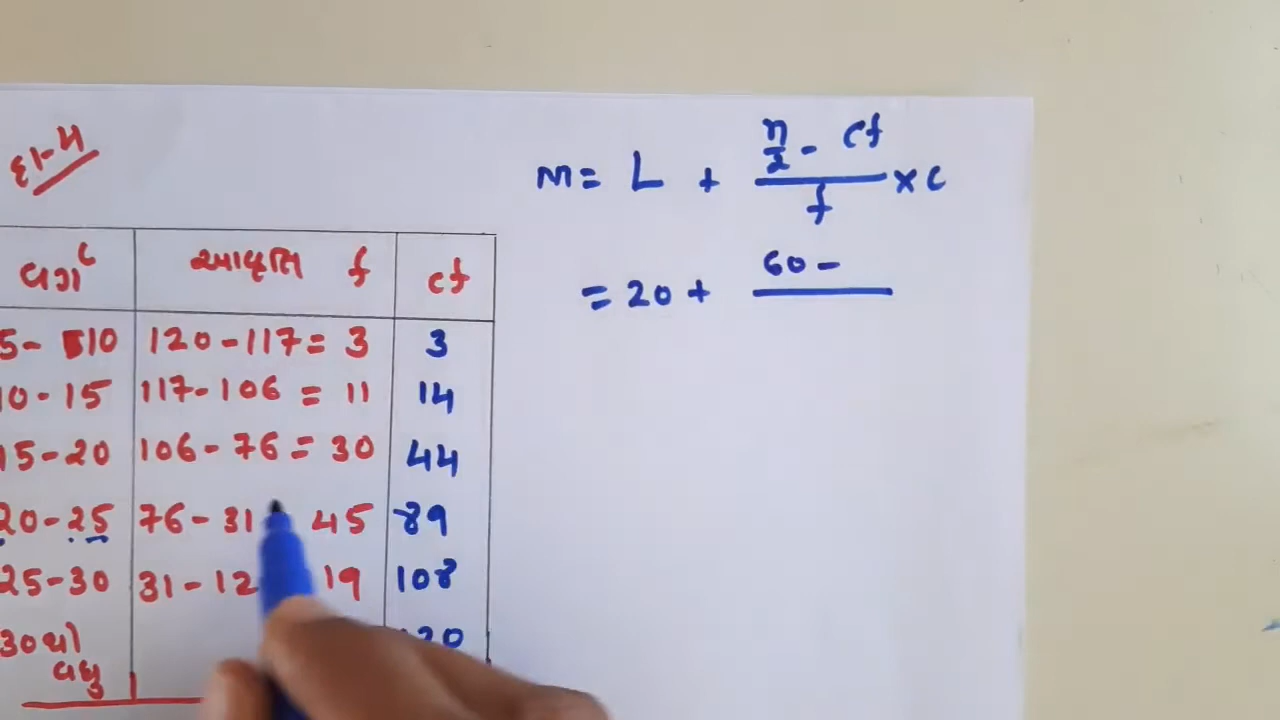 દા-૫
M = L + n/2 - cf / f × c
= 20 + 60 -
વર્ગ આવૃત્તિ f cf
5 - 10 120 - 117 = 3 3
10 - 15 117 - 106 = 11 14
15 - 20 106 - 76 = 30 44
20 - 25 76 - 31 45 89
25 - 30 31 - 12 19 108
30થી 20
વધુ